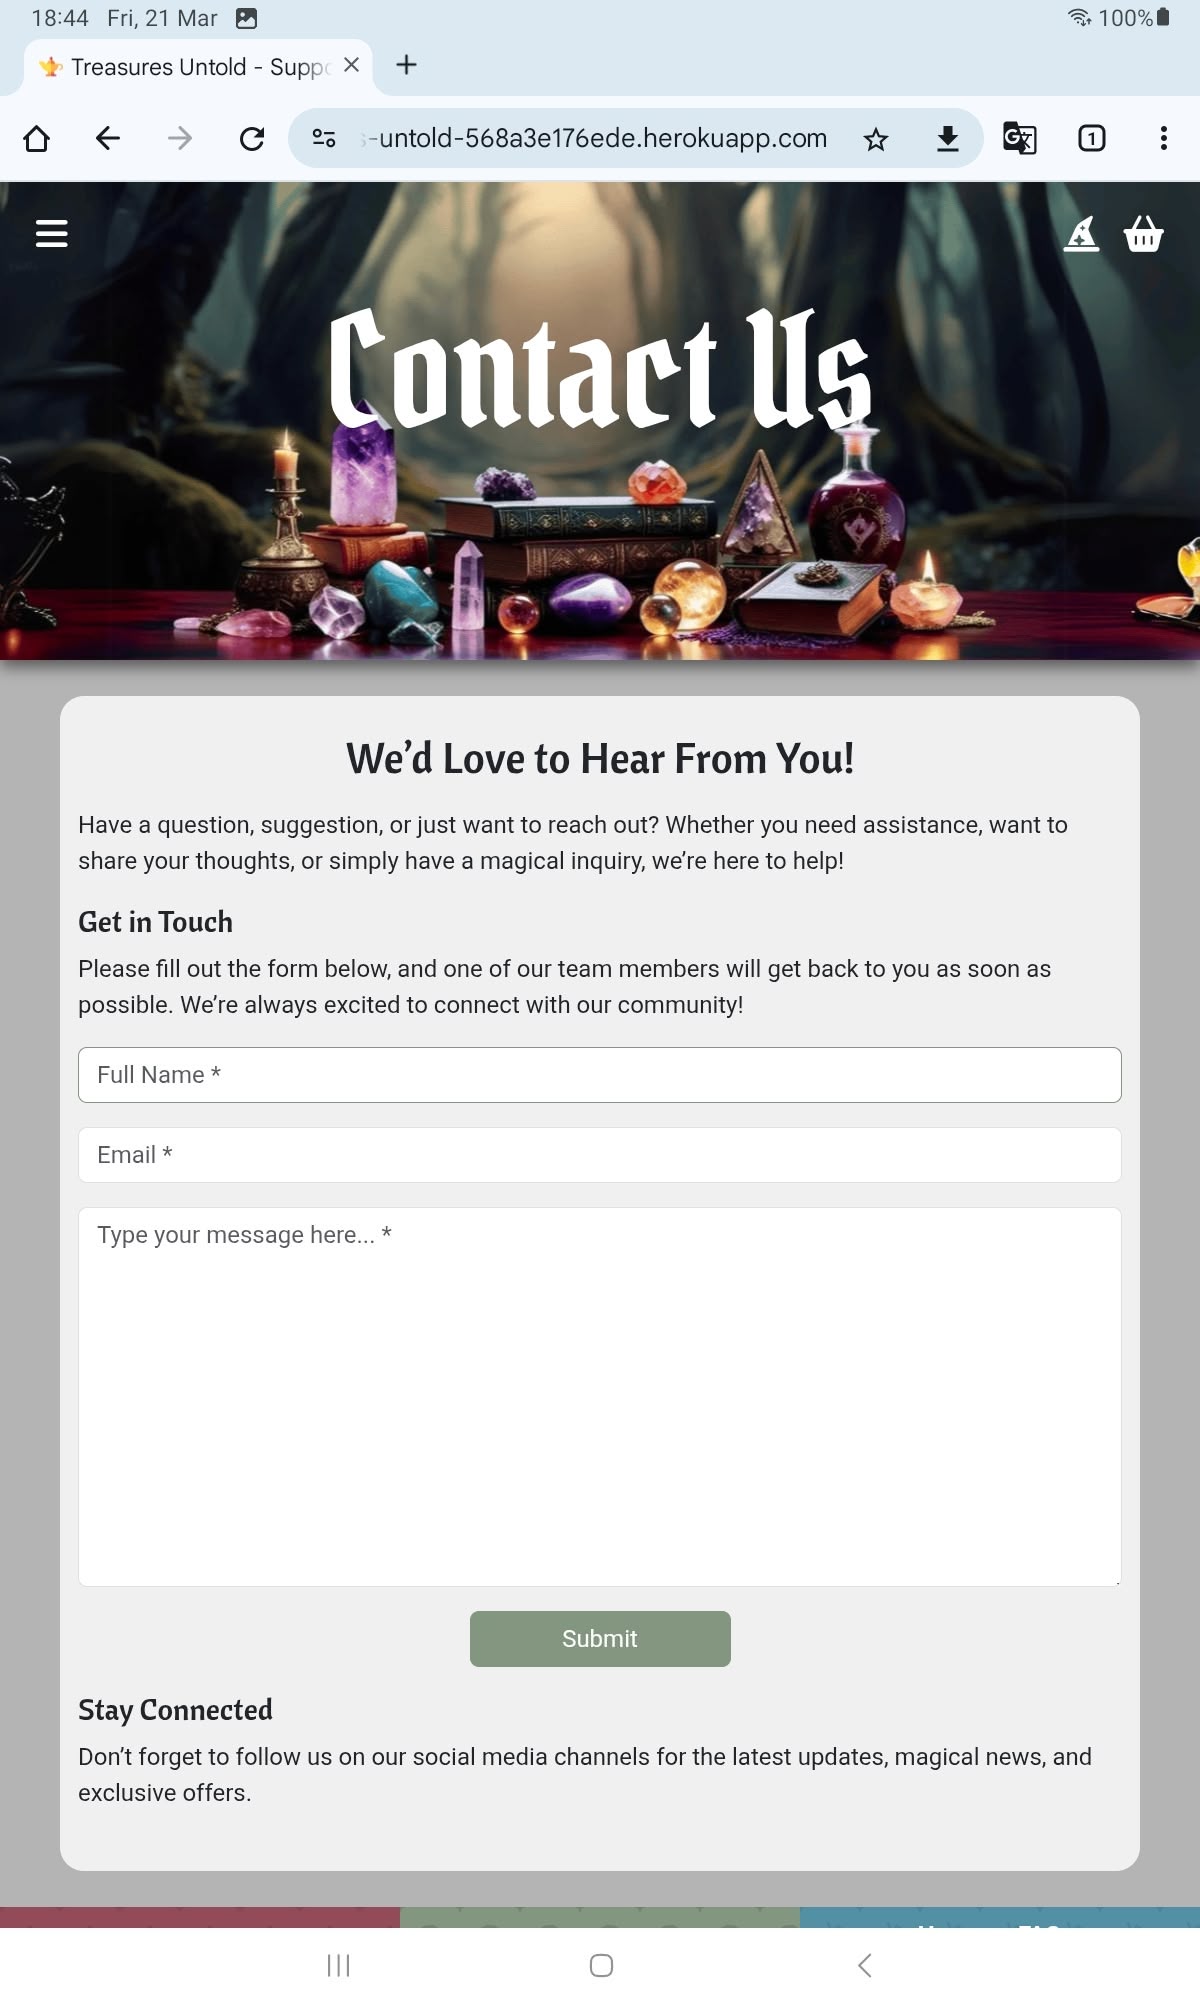 18:44 Fri, 21 Mar 100%
Treasures Untold - Supp
-untold-568a3e176ede.herokuapp.com
1
Contact Us
We’d Love to Hear From You!
Have a question, suggestion, or just want to reach out? Whether you need assistance, want to
share your thoughts, or simply have a magical inquiry, we’re here to help!
Get in Touch
Please fill out the form below, and one of our team members will get back to you as soon as
possible. We’re always excited to connect with our community!
Full Name *
Email *
Type your message here... *
Submit
Stay Connected
Don’t forget to follow us on our social media channels for the latest updates, magical news, and
exclusive offers.